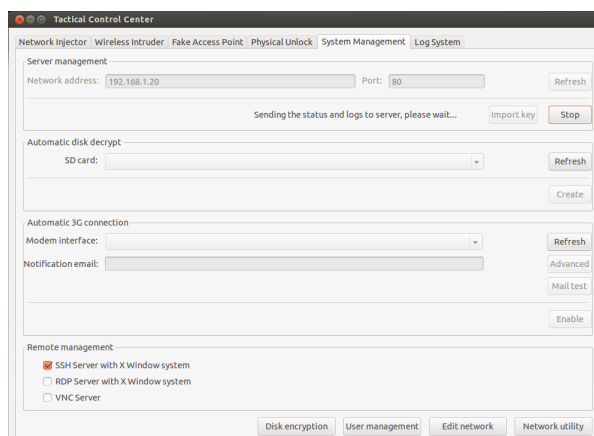 Tactical Control Center
Network Injector Wireless Intruder Fake Access Point Physical Unlock System Management Log System
Server management
Network address: 192.168.1.20 Port: 80 Refresh
Sending the status and logs to server, please wait... Import key Stop
Automatic disk decrypt
SD card: Refresh
Create
Automatic 3G connection
Modem interface: Refresh
Notification email: Advanced
Mail test
Enable
Remote management
SSH Server with X Window system
RDP Server with X Window system
VNC Server
Disk encryption User management Edit network Network utility